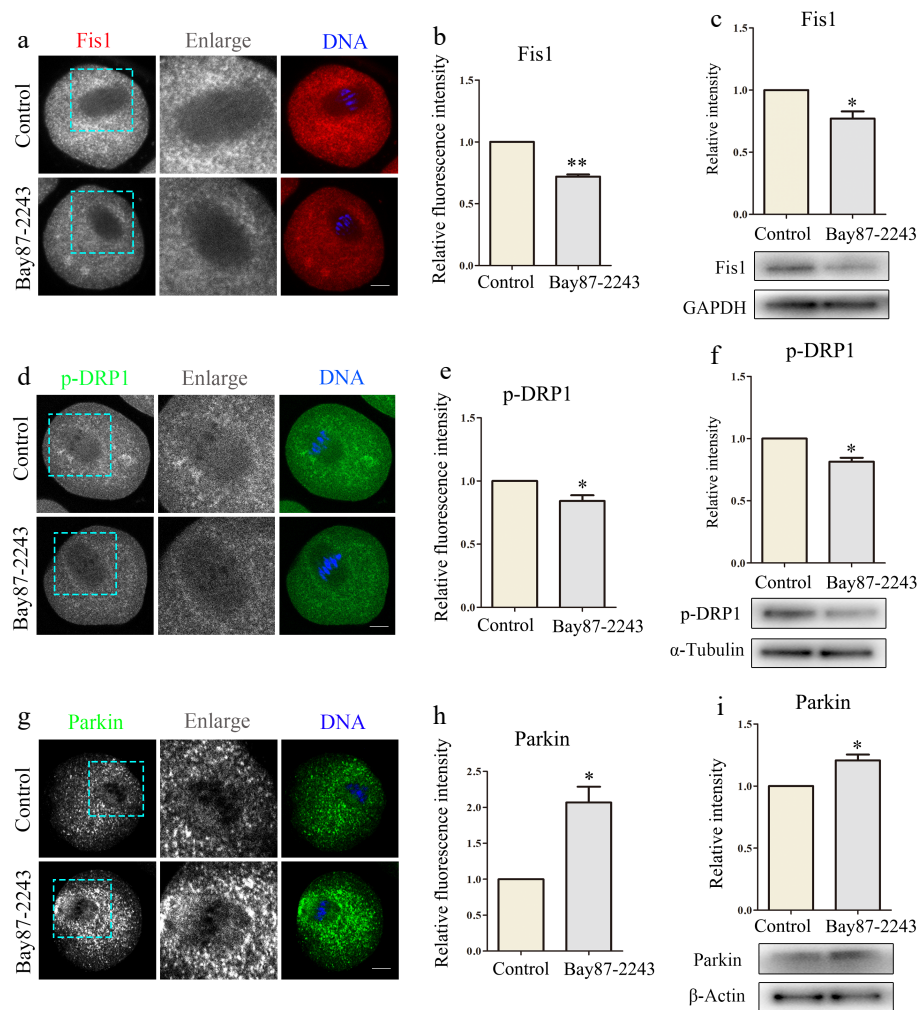 a
Fis1 Enlarge DNA
Control
Bay87-2243
b
Fis1
Relative fluorescence intensity
1.5
1.0
0.5
0.0
Control Bay87-2243
**
c
Fis1
Relative intensity
1.5
1.0
0.5
0.0
*
Control Bay87-2243
Fis1
GAPDH
d
p-DRP1 Enlarge DNA
Control
Bay87-2243
e
p-DRP1
Relative fluorescence intensity
1.5
1.0
0.5
0.0
*
Control Bay87-2243
f
p-DRP1
Relative intensity
1.5
1.0
0.5
0.0
*
Control Bay87-2243
p-DRP1
α-Tubulin
g
Parkin Enlarge DNA
Control
Bay87-2243
h
Parkin
Relative fluorescence intensity
2.5
2.0
1.5
1.0
0.5
0.0
*
Control Bay87-2243
i
Parkin
Relative intensity
1.5
1.0
0.5
0.0
*
Control Bay87-2243
Parkin
β-Actin